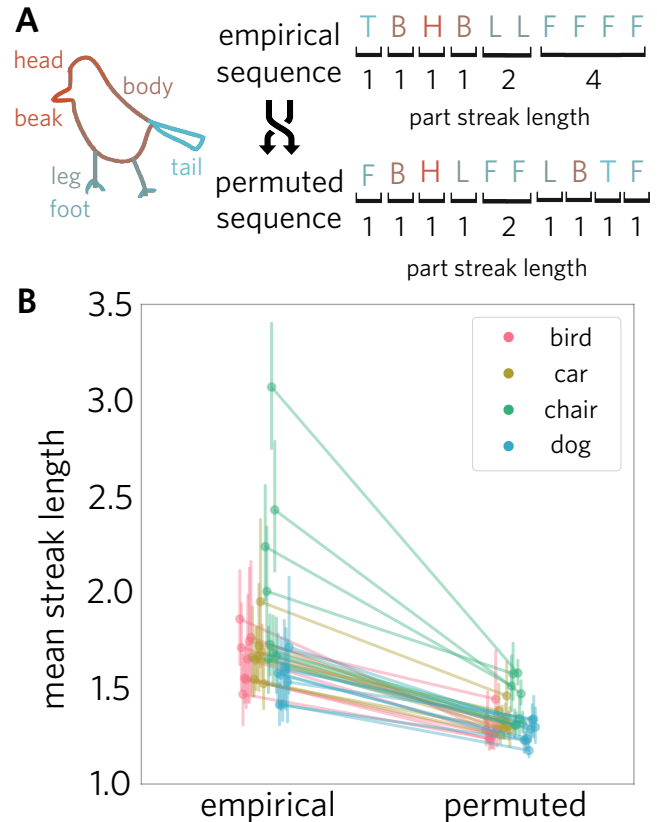 A
head
body
beak
leg
tail
foot
empirical
sequence
T B H B L L F F F F
1 1 1 1 2 4
part streak length
permuted
sequence
F B H L F F L B T F
1 1 1 1 2 1 1 1 1
part streak length
B
mean streak length
3.5
3.0
2.5
2.0
1.5
1.0
bird
car
chair
dog
empirical
permuted